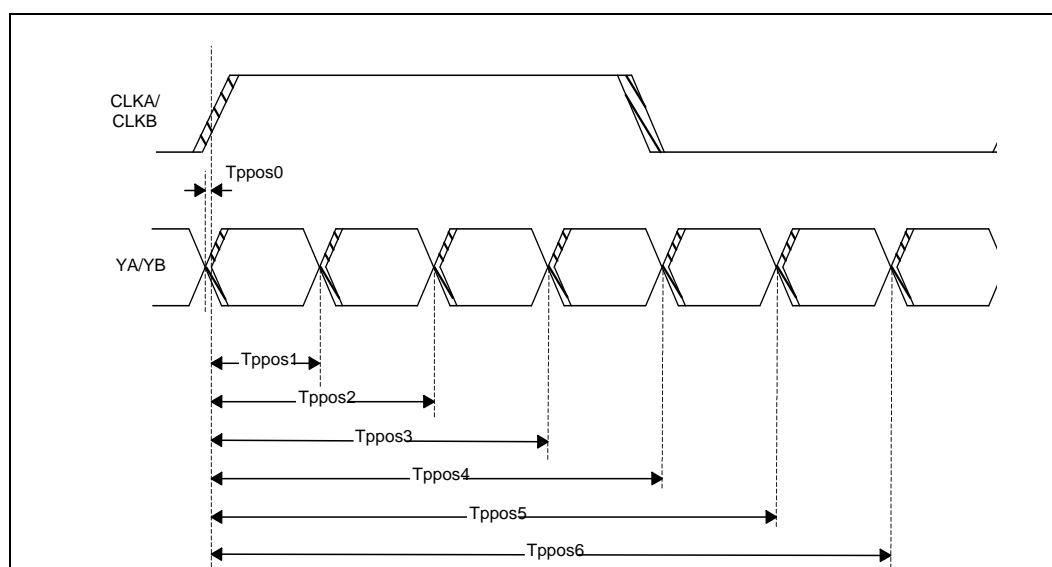 CLKA/
CLKB
Tppos0
YA/YB
Tppos1
Tppos2
Tppos3
Tppos4
Tppos5
Tppos6